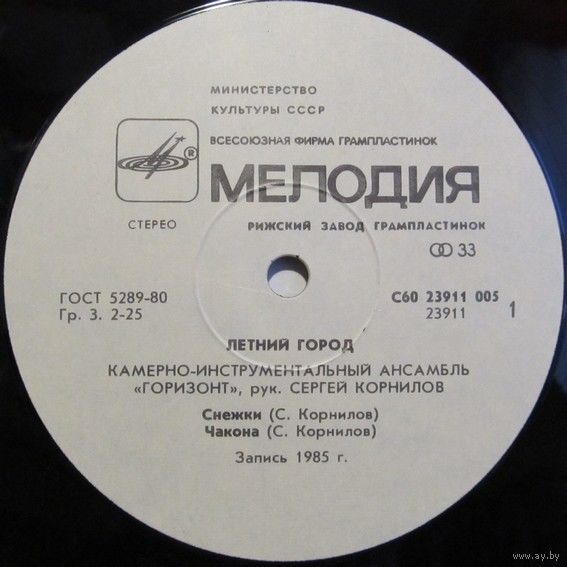 МИНИСТЕРСТВО
КУЛЬТУРЫ СССР
ВСЕСОЮЗНАЯ ФИРМА ГРАМПЛАСТИНОК
®
МЕЛОДИЯ
СТЕРЕО
РИЖСКИЙ ЗАВОД ГРАМПЛАСТИНОК
33
ГОСТ 5289-80
С60 23911 005
Гр. 3. 2-25
23911
1
ЛЕТНИЙ ГОРОД
КАМЕРНО-ИНСТРУМЕНТАЛЬНЫЙ АНСАМБЛЬ
«ГОРИЗОНТ», рук. СЕРГЕЙ КОРНИЛОВ
Снежки (С. Корнилов)
Чакона (С. Корнилов)
Запись 1985 г.
www.ay.by